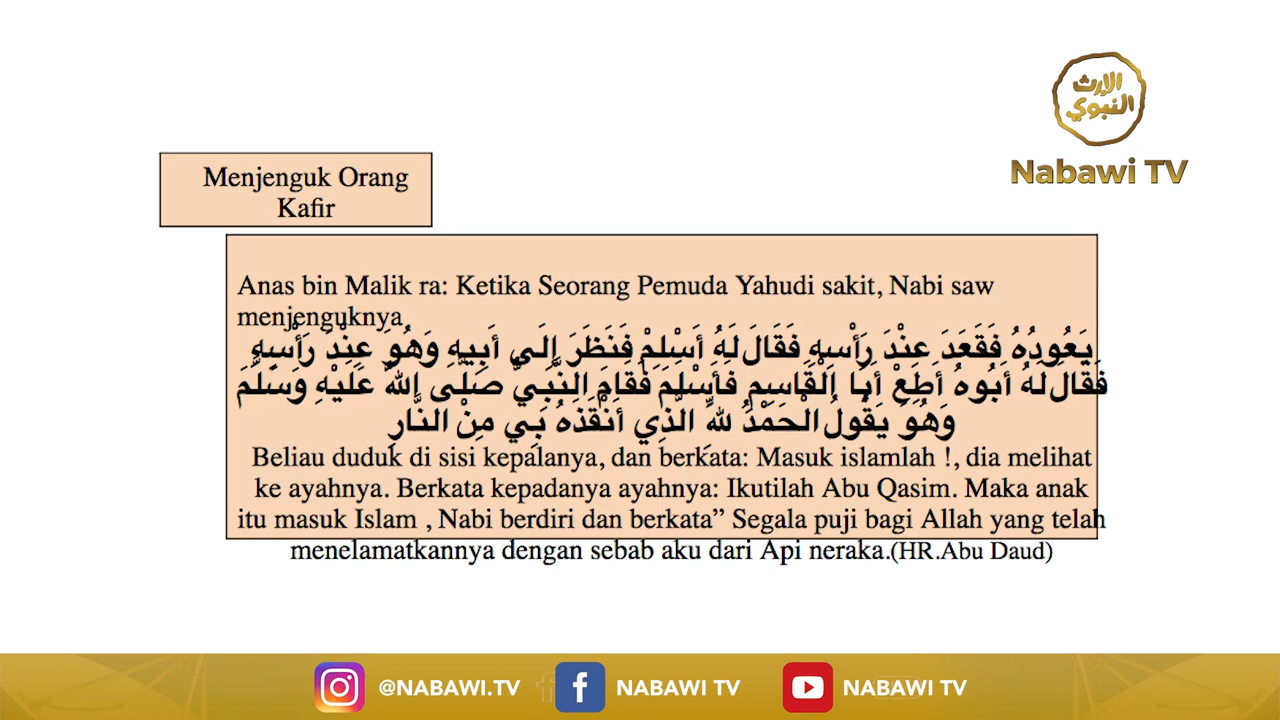 الإرث
النبوي
Nabawi TV
Menjenguk Orang
Kafir
Anas bin Malik ra: Ketika Seorang Pemuda Yahudi sakit, Nabi saw
menjenguknya
يَعُودُهُ فَقَعَدَ عِنْدَ رَأْسِهِ فَقَالَ لَهُ أَسْلِمْ فَنَظَرَ إِلَى أَبِيهِ وَهُوَ عِنْدَ رَأْسِهِ
فَقَالَ لَهُ أَبُوهُ أَطِعْ أَبَا الْقَاسِمِ فَأَسْلَمَ فَقَامَ النَّبِيُّ صَلَّى اللهُ عَلَيْهِ وَسَلَّمَ
وَهُوَ يَقُولُ الْحَمْدُ للهِ الَّذِي أَنْقَذَهُ بِي مِنْ النَّارِ
Beliau duduk di sisi kepalanya, dan berkata: Masuk islamlah !, dia melihat
ke ayahnya. Berkata kepadanya ayahnya: Ikutilah Abu Qasim. Maka anak
itu masuk Islam , Nabi berdiri dan berkata” Segala puji bagi Allah yang telah
menelamatkannya dengan sebab aku dari Api neraka.(HR.Abu Daud)
@NABAWI.TV NABAWI TV NABAWI TV